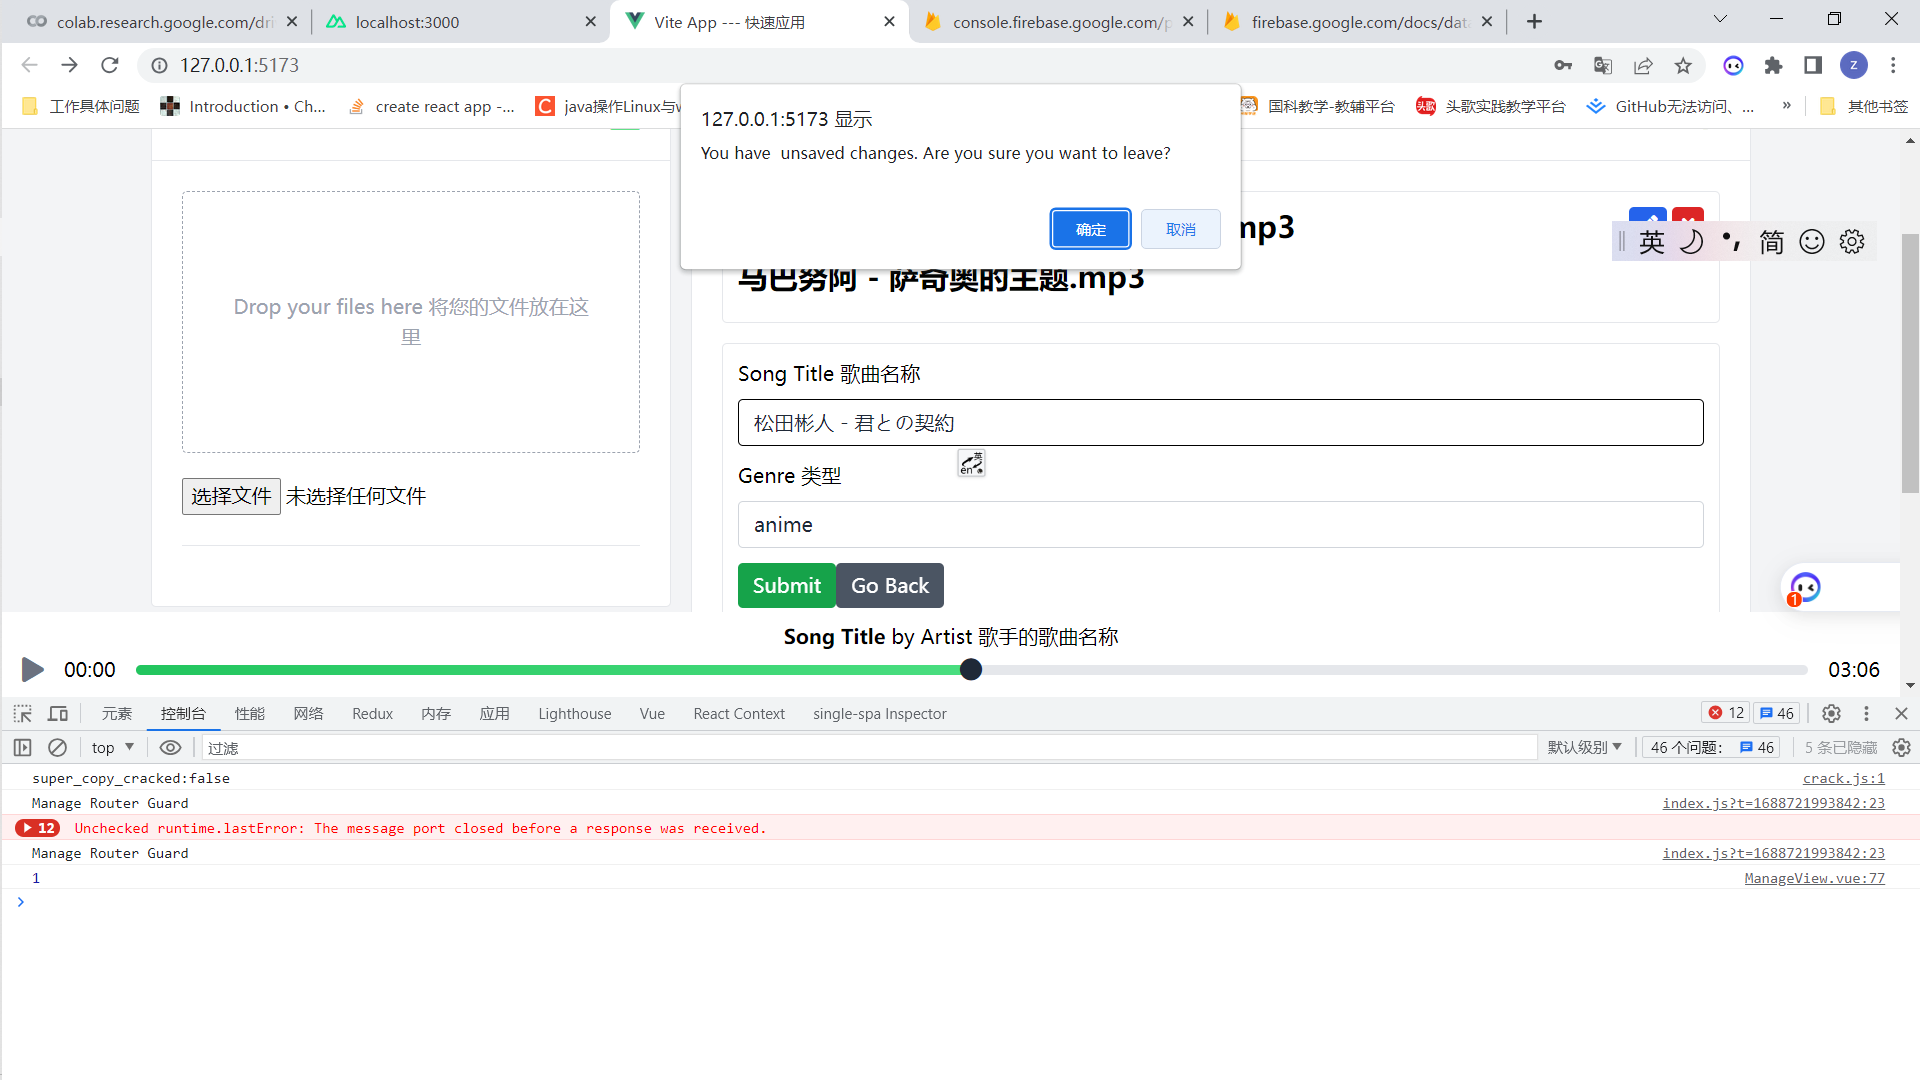 colab.research.google.com/dri
localhost:3000
Vite App --- 快速应用
console.firebase.google.com/p
firebase.google.com/docs/data
127.0.0.1:5173
Z
工作具体问题
Introduction • Ch...
create react app -...
java操作Linux与w
国科教学-教辅平台
头歌
头歌实践教学平台
GitHub无法访问、...
»
其他书签
127.0.0.1:5173 显示
You have  unsaved changes. Are you sure you want to leave?
确定
取消
mp3
马巴努阿 - 萨奇奥的主题.mp3
英
简
Drop your files here 将您的文件放在这
里
选择文件 未选择任何文件
Song Title 歌曲名称
松田彬人 - 君との契約
英
en
Genre 类型
anime
Submit
Go Back
1
Song Title by Artist 歌手的歌曲名称
00:00
03:06
元素
控制台
性能
网络
Redux
内存
应用
Lighthouse
Vue
React Context
single-spa Inspector
12
46
top
过滤
默认级别
46 个问题:
46
5 条已隐藏
super_copy_cracked:false
crack.js:1
Manage Router Guard
index.js?t=1688721993842:23
12 Unchecked runtime.lastError: The message port closed before a response was received.
Manage Router Guard
index.js?t=1688721993842:23
1
ManageView.vue:77